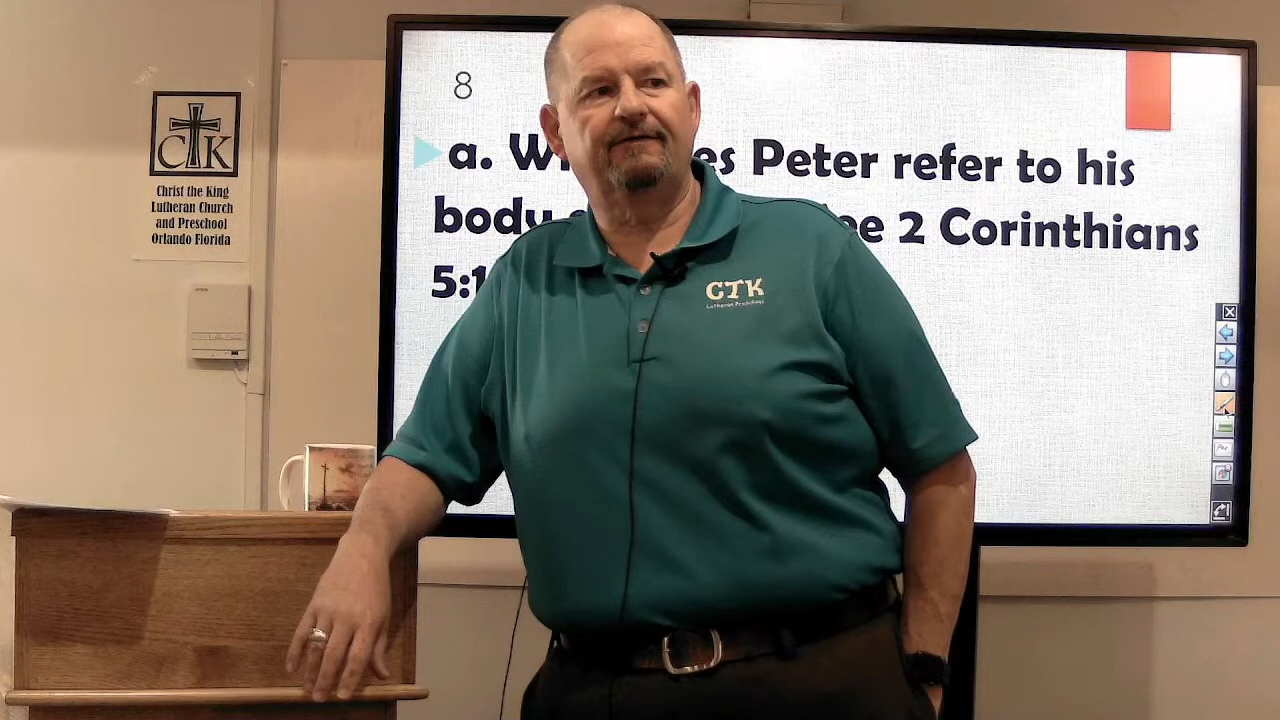 CTK
Christ the King
Lutheran Church
and Preschool
Orlando Florida
8
a. Peter refer to his
body 2 Corinthians
5:1
CTK
Lutheran Preschool